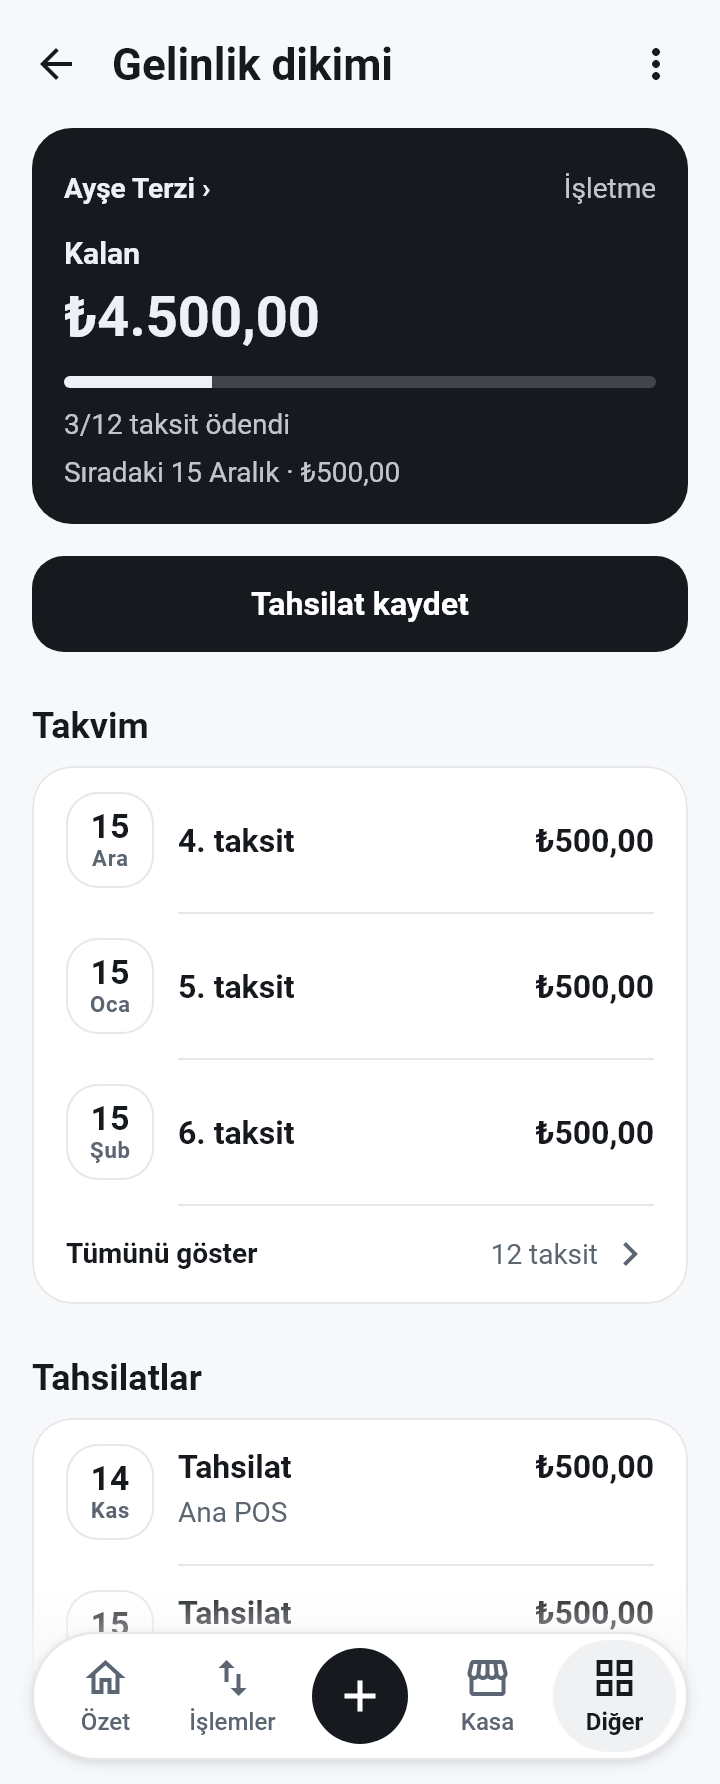 Gelinlik dikimi
Ayşe Terzi ›
İşletme
Kalan
₺4.500,00
3/12 taksit ödendi
Sıradaki 15 Aralık · ₺500,00
Tahsilat kaydet
Takvim
15
Ara
4. taksit
₺500,00
15
Oca
5. taksit
₺500,00
15
Şub
6. taksit
₺500,00
Tümünü göster
12 taksit
Tahsilatlar
14
Kas
Tahsilat
₺500,00
Ana POS
15
Tahsilat
₺500,00
Özet
İşlemler
Kasa
Diğer